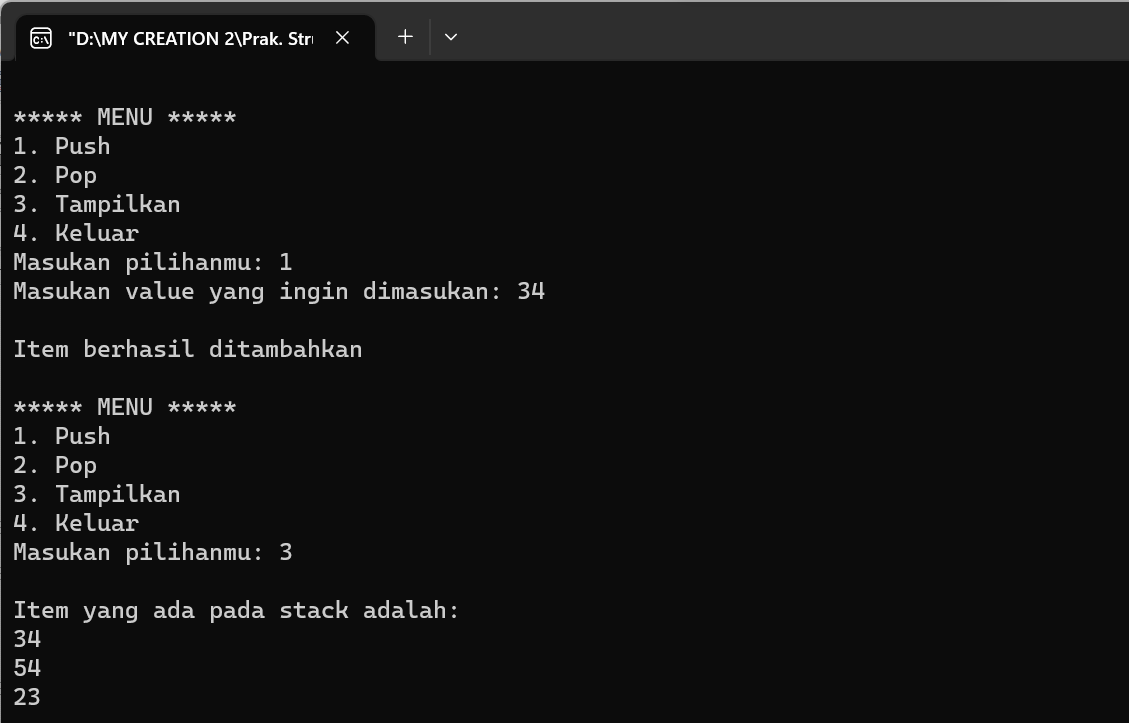 "D:\MY CREATION 2\Prak.
***** MENU *****
1. Push
2. Pop
3. Tampilkan
4. Keluar
Masukan pilihanmu: 1
Masukan value yang ingin dimasukan: 34
Item berhasil ditambahkan
***** MENU *****
1. Push
2. Pop
3. Tampilkan
4. Keluar
Masukan pilihanmu: 3
Item yang ada pada stack adalah:
34
54
23